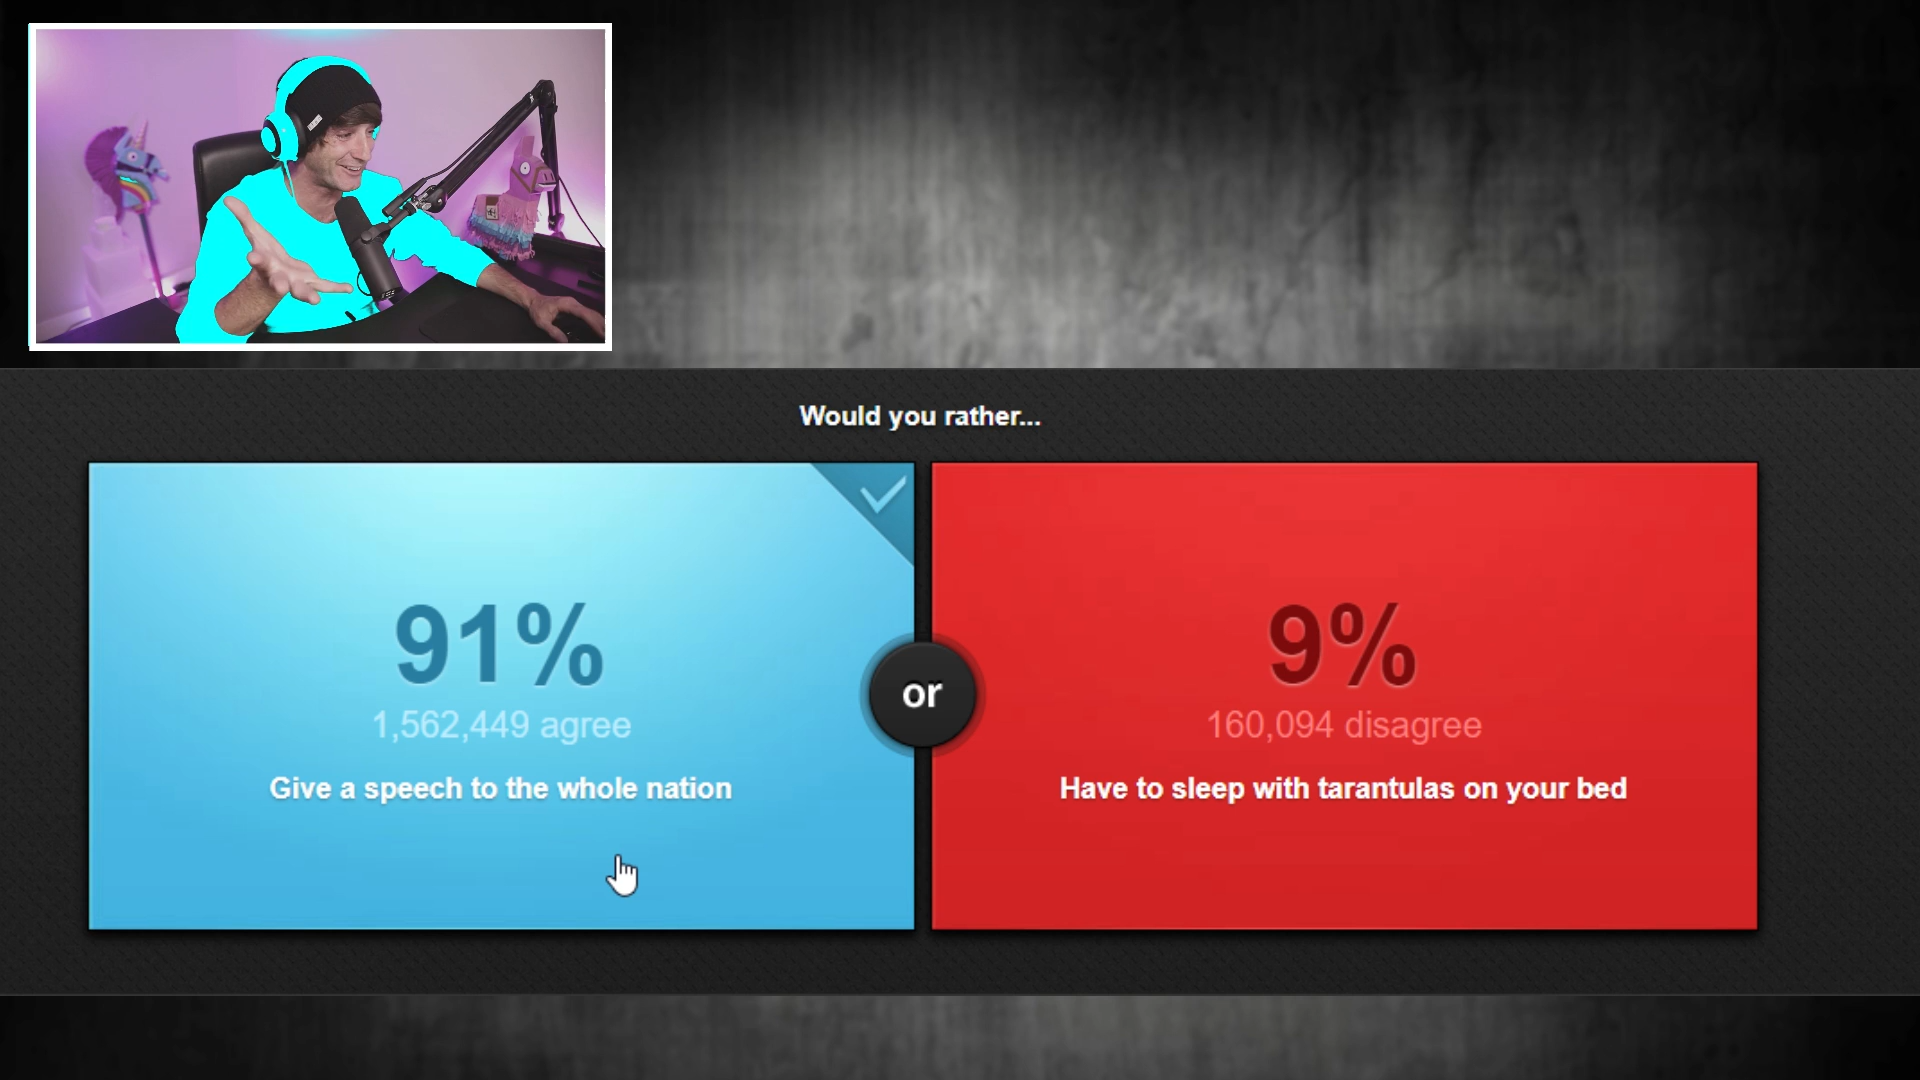 Would you rather...
91%
1,562,449 agree
Give a speech to the whole nation
or
9%
160,094 disagree
Have to sleep with tarantulas on your bed